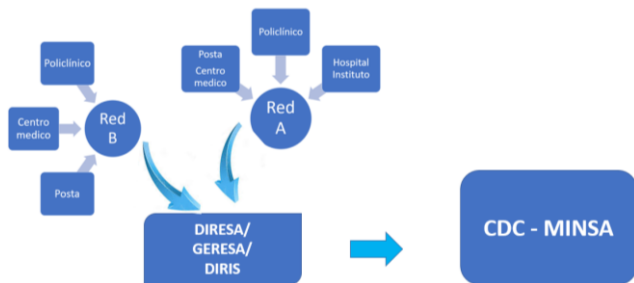 Policlínico
Centro
medico
Posta
Red
B
Posta
Centro
medico
Policlínico
Hospital
Instituto
Red
A
DIRESA/
GERESA/
DIRIS
CDC - MINSA